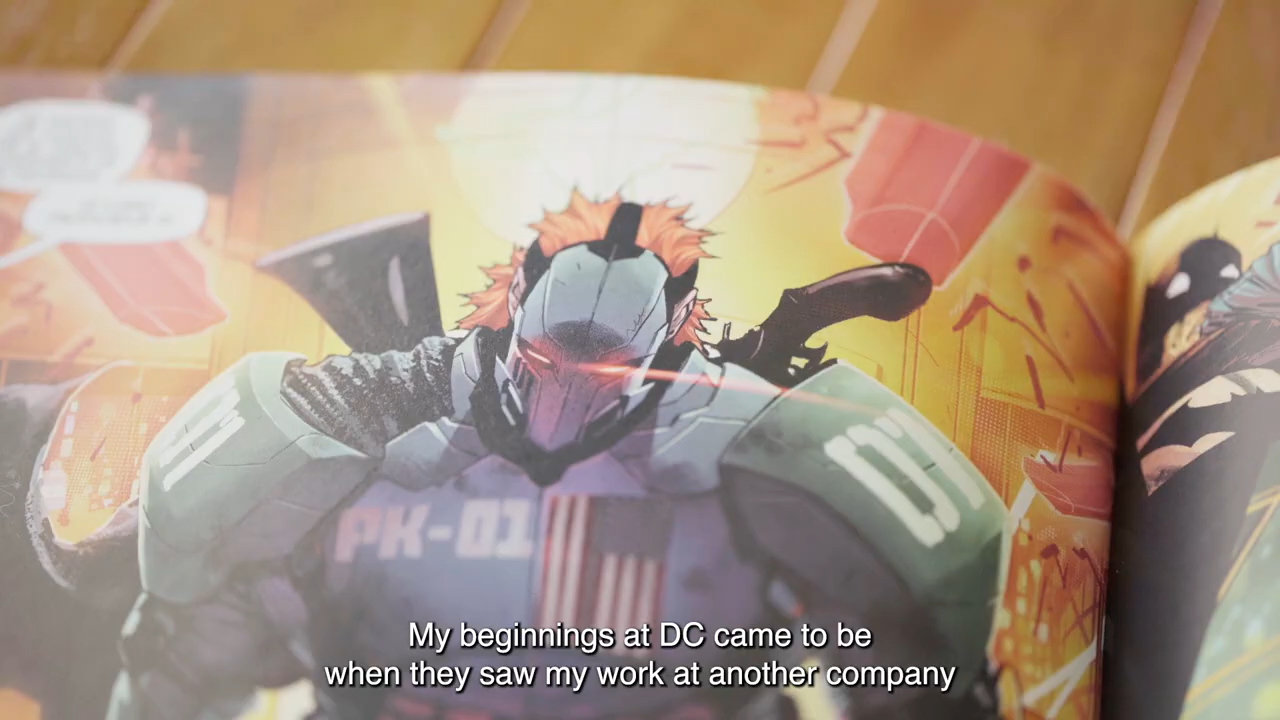 01
PK-01
My beginnings at DC came to be
when they saw my work at another company